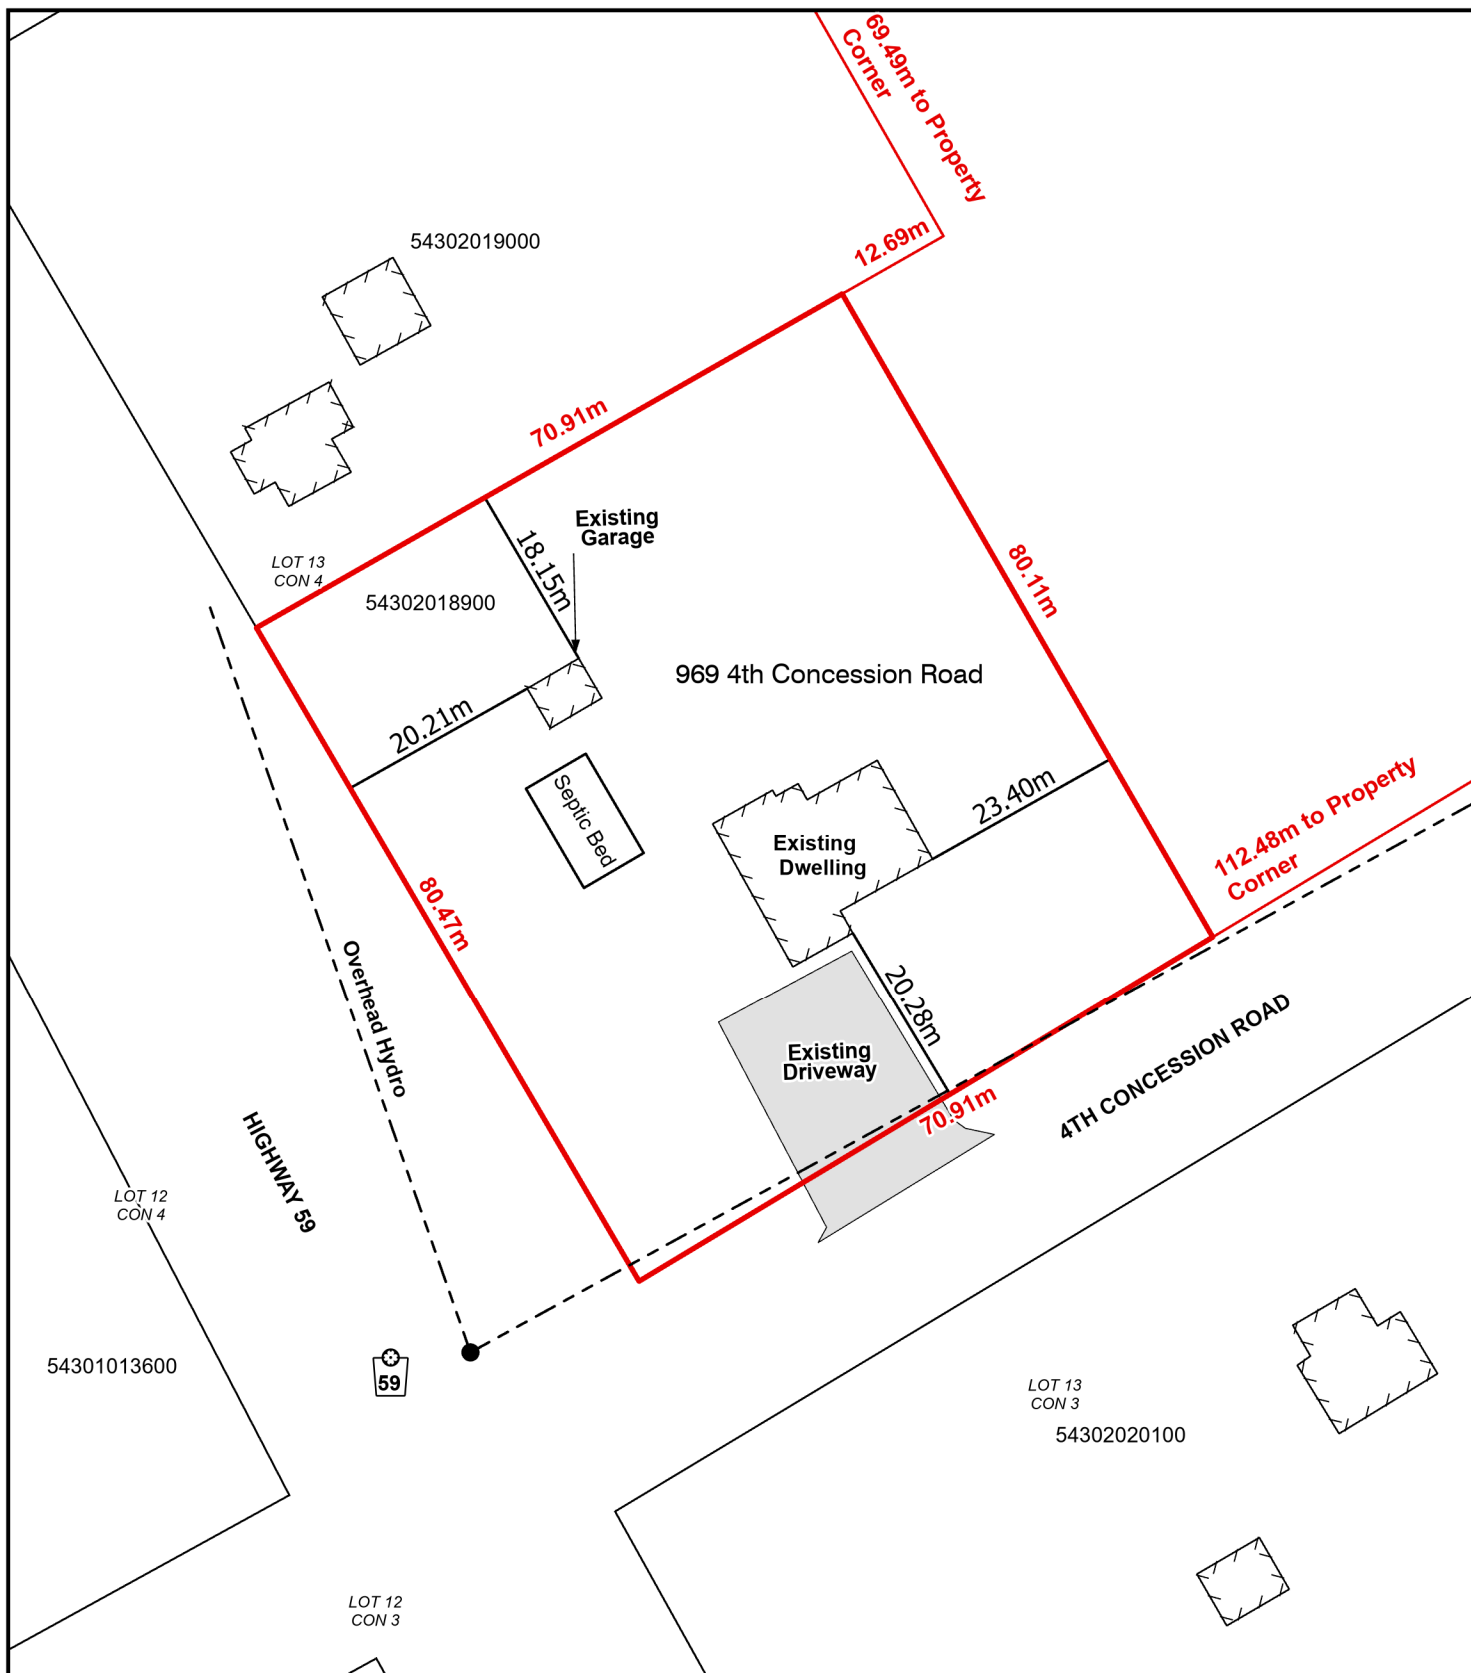 69.49m to Property
Corner
12.69m
54302019000
70.91m
Existing
Garage
18.15m
LOT 13
CON 4
54302018900
80.11m
969 4th Concession Road
20.21m
Septic Bed
23.40m
112.48m to Property
Corner
Existing
Dwelling
80.47m
Overhead Hydro
20.28m
Existing
Driveway
70.91m
4TH CONCESSION ROAD
HIGHWAY 59
LOT 12
CON 4
54301013600
59
LOT 13
CON 3
54302020100
LOT 12
CON 3